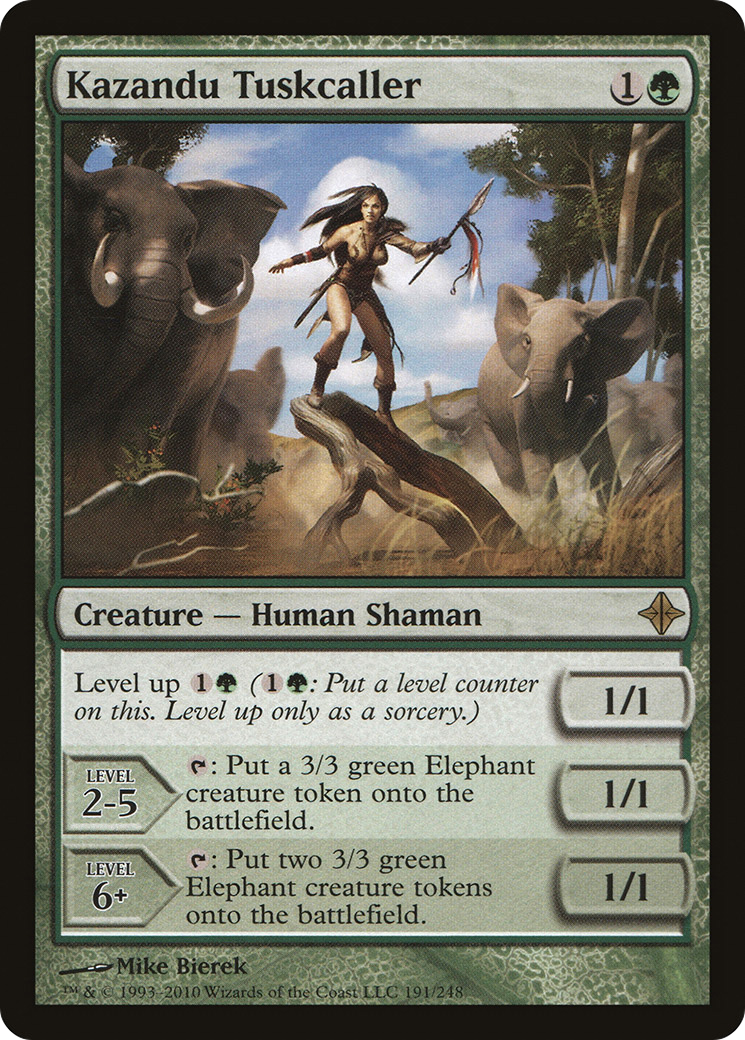 Kazandu Tuskcaller 1
Creature — Human Shaman
Level up 1 (1: Put a level counter
on this. Level up only as a sorcery.)
1/1
LEVEL
2-5
: Put a 3/3 green Elephant
creature token onto the
battlefield.
1/1
LEVEL
6+
: Put two 3/3 green
Elephant creature tokens
onto the battlefield.
1/1
Mike Bierek
™ & © 1993–2010 Wizards of the Coast LLC 191/248